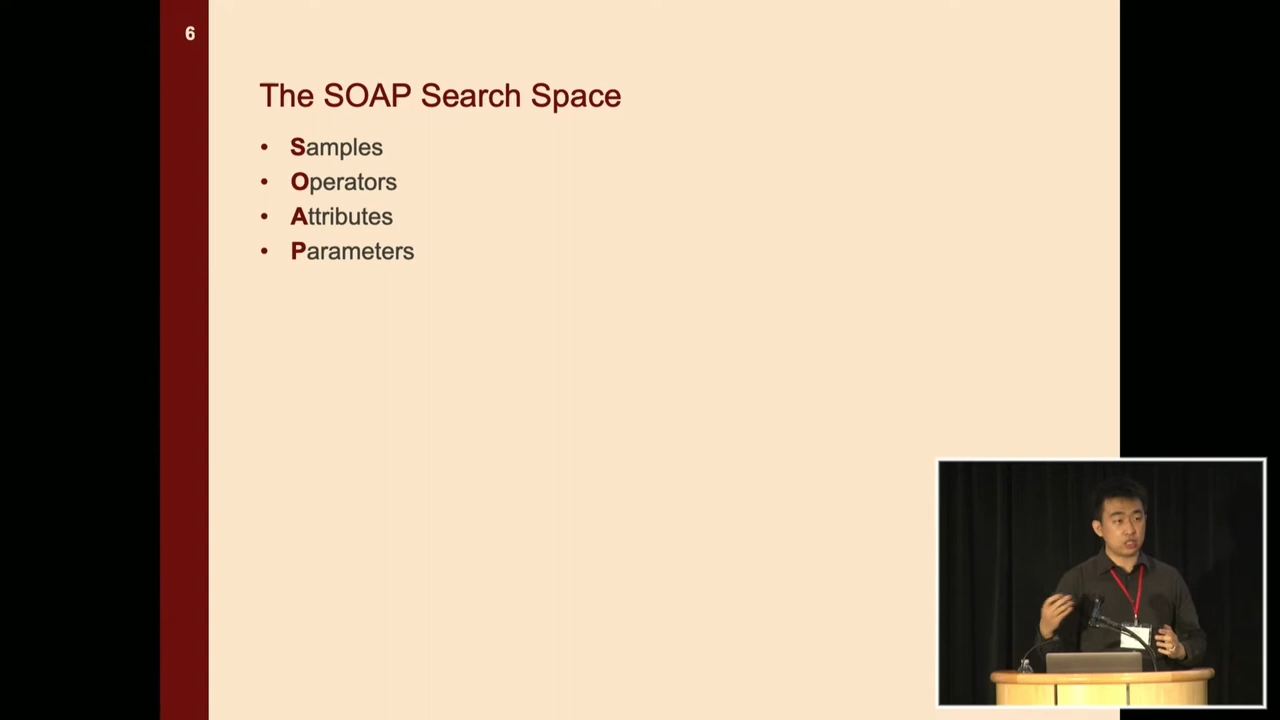 6
The SOAP Search Space
• Samples
• Operators
• Attributes
• Parameters